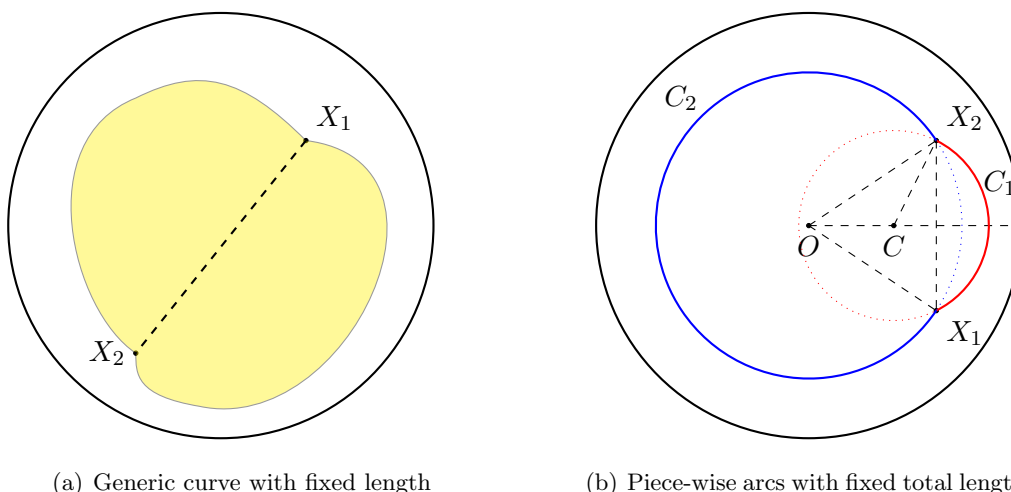 X₁
X₂
C₂
X₂
C₁
O
C
X₁
(a) Generic curve with fixed length
(b) Piece-wise arcs with fixed total lengt